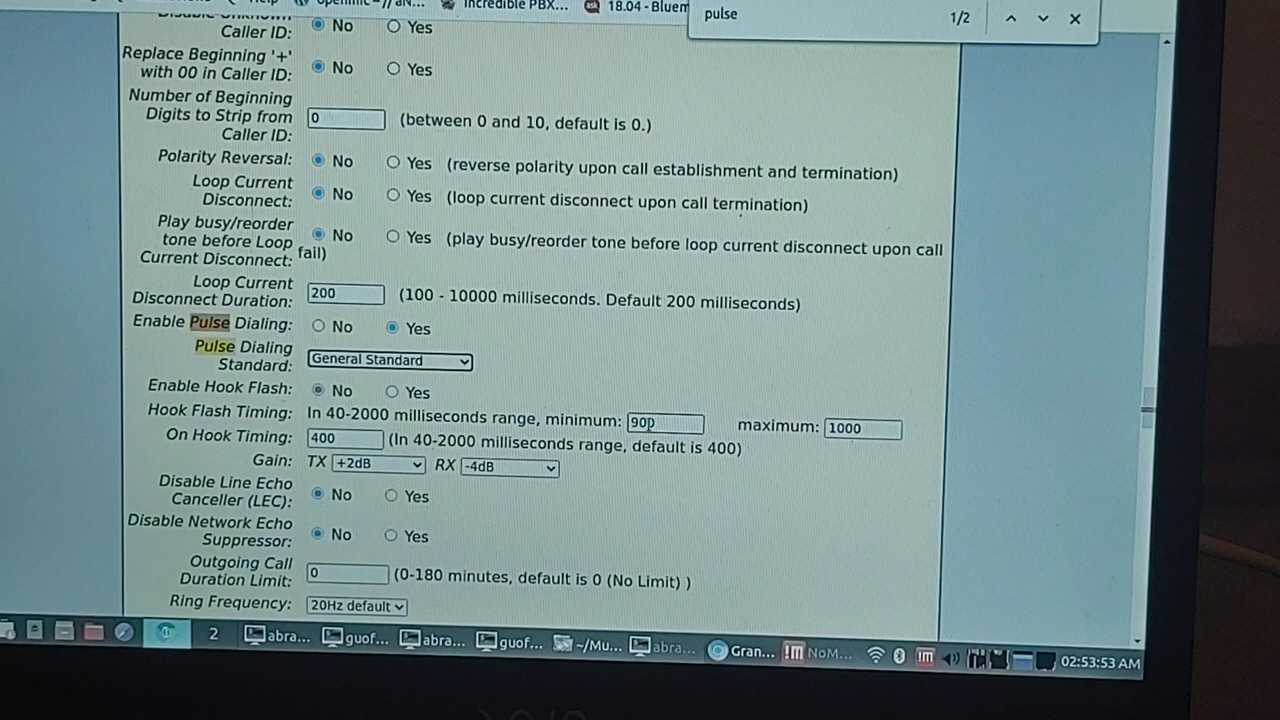 openmic - // aN...
Incredible PBX...
18.04 - Bluem
pulse 1/2
Caller ID: No Yes
Replace Beginning '+'
with 00 in Caller ID: No Yes
Number of Beginning
Digits to Strip from 0 (between 0 and 10, default is 0.)
Caller ID:
Polarity Reversal: No Yes (reverse polarity upon call establishment and termination)
Loop Current
Disconnect: No Yes (loop current disconnect upon call termination)
Play busy/reorder
tone before Loop No Yes (play busy/reorder tone before loop current disconnect upon call
Current Disconnect: fail)
Loop Current
Disconnect Duration: 200 (100 - 10000 milliseconds. Default 200 milliseconds)
Enable Pulse Dialing: No Yes
Pulse Dialing
Standard: General Standard
Enable Hook Flash: No Yes
Hook Flash Timing: In 40-2000 milliseconds range, minimum: 90p maximum: 1000
On Hook Timing: 400 (In 40-2000 milliseconds range, default is 400)
Gain: TX +2dB RX -4dB
Disable Line Echo
Canceller (LEC): No Yes
Disable Network Echo
Suppressor: No Yes
Outgoing Call
Duration Limit: 0 (0-180 minutes, default is 0 (No Limit) )
Ring Frequency: 20Hz default
2 abra... guof... abra... guof... ~/Mu... abra... Gran... NoM... 02:53:53 AM